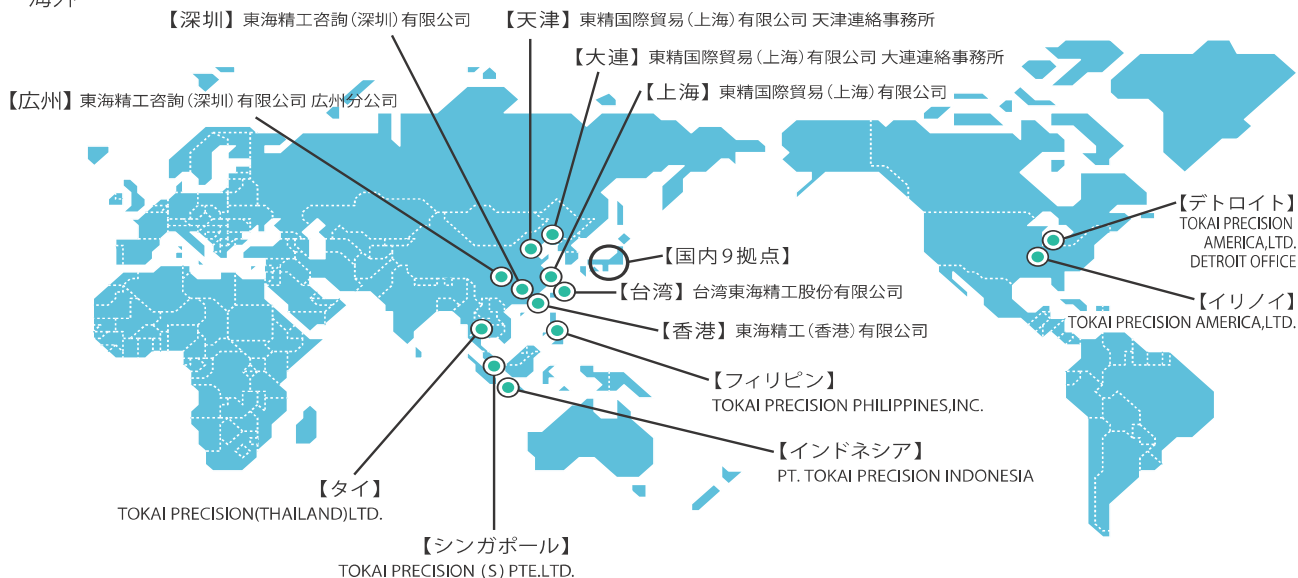 海外
【深圳】東海精工咨詢(深圳)有限公司
【天津】東精国際貿易(上海)有限公司 天津連絡事務所
【大連】東精国際貿易(上海)有限公司 大連連絡事務所
【広州】東海精工咨詢(深圳)有限公司 広州分公司
【上海】東精国際貿易(上海)有限公司
【デトロイト】
TOKAI PRECISION
AMERICA,LTD.
DETROIT OFFICE
【国内9拠点】
【台湾】台湾東海精工股份有限公司
【イリノイ】
TOKAI PRECISION AMERICA,LTD.
【香港】東海精工(香港)有限公司
【フィリピン】
TOKAI PRECISION PHILIPPINES,INC.
【インドネシア】
PT. TOKAI PRECISION INDONESIA
【タイ】
TOKAI PRECISION(THAILAND)LTD.
【シンガポール】
TOKAI PRECISION (S) PTE.LTD.